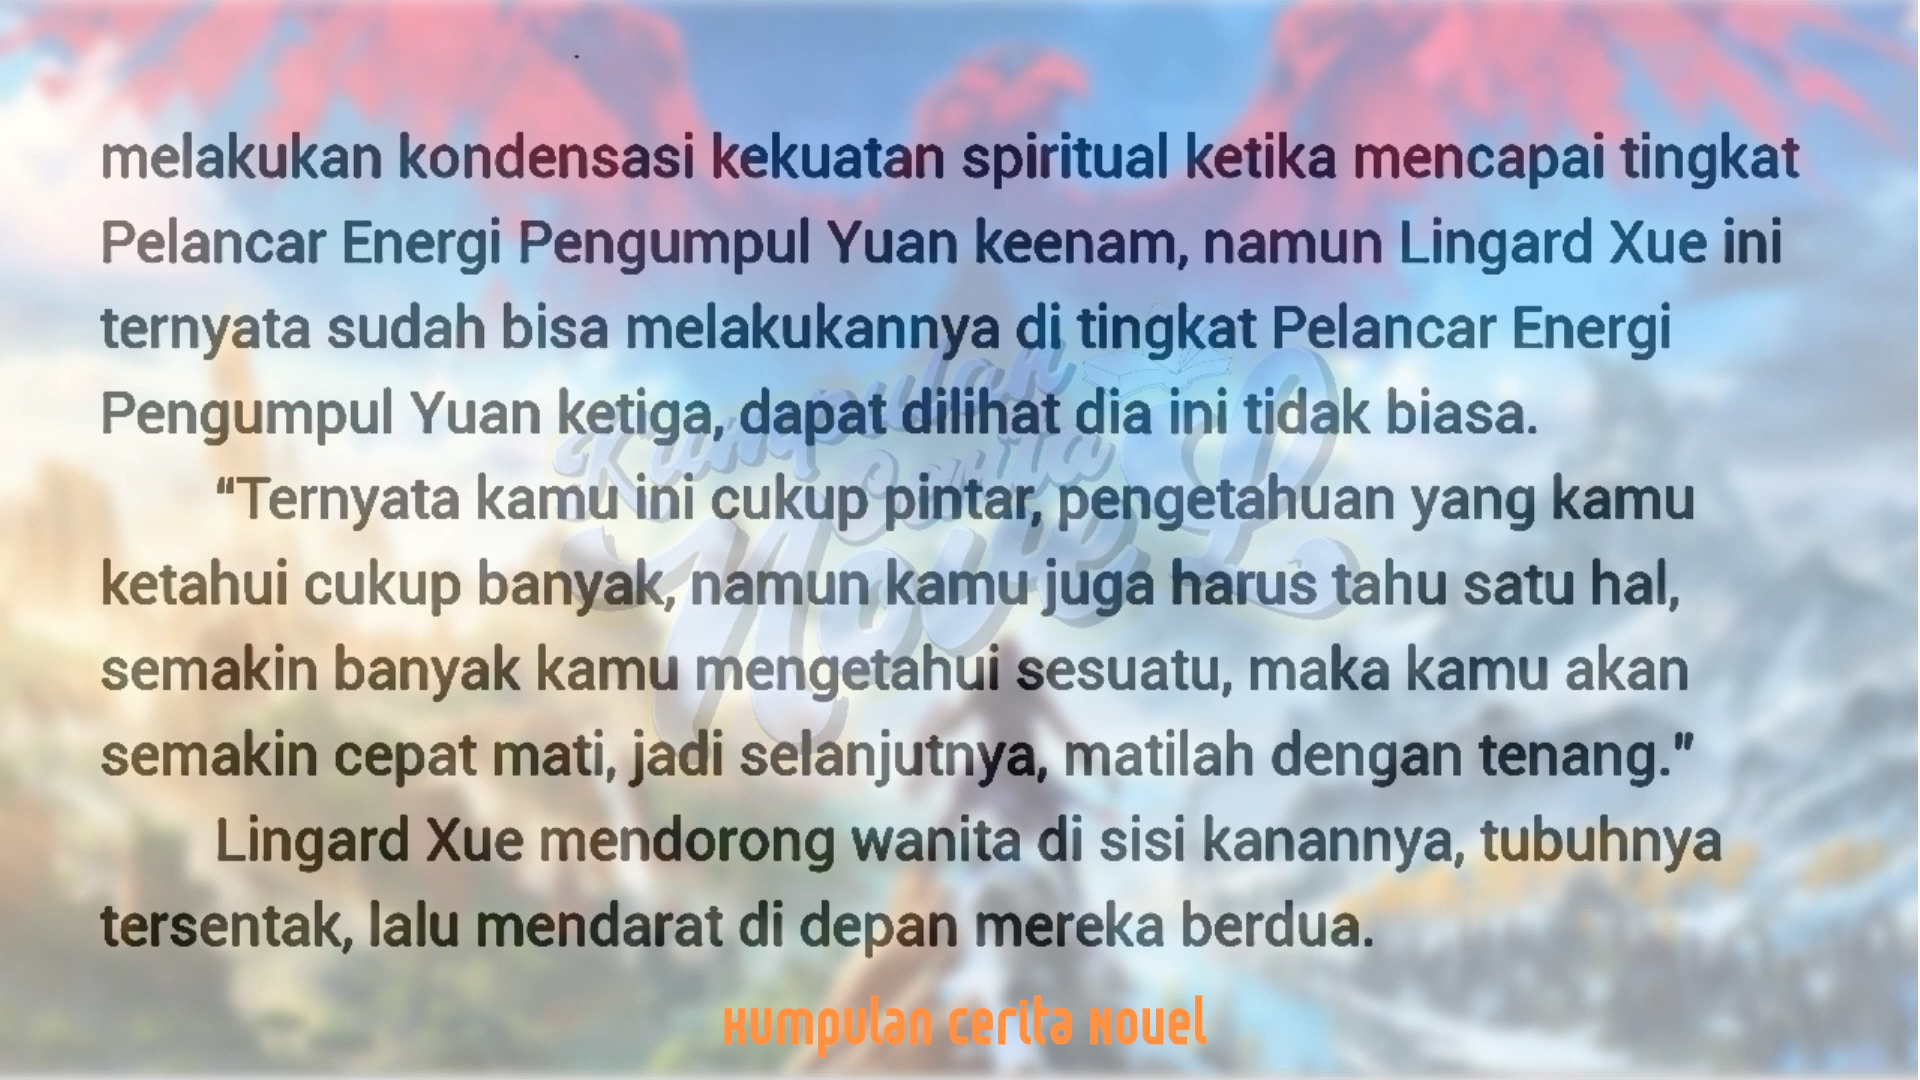 melakukan kondensasi kekuatan spiritual ketika mencapai tingkat
Pelancar Energi Pengumpul Yuan keenam, namun Lingard Xue ini
ternyata sudah bisa melakukannya di tingkat Pelancar Energi
Pengumpul Yuan ketiga, dapat dilihat dia ini tidak biasa.
“Ternyata kamu ini cukup pintar, pengetahuan yang kamu
ketahui cukup banyak, namun kamu juga harus tahu satu hal,
semakin banyak kamu mengetahui sesuatu, maka kamu akan
semakin cepat mati, jadi selanjutnya, matilah dengan tenang.”
Lingard Xue mendorong wanita di sisi kanannya, tubuhnya
tersentak, lalu mendarat di depan mereka berdua.
Kumpulan Cerita Novel
Kumpulan
Cerita
Novel